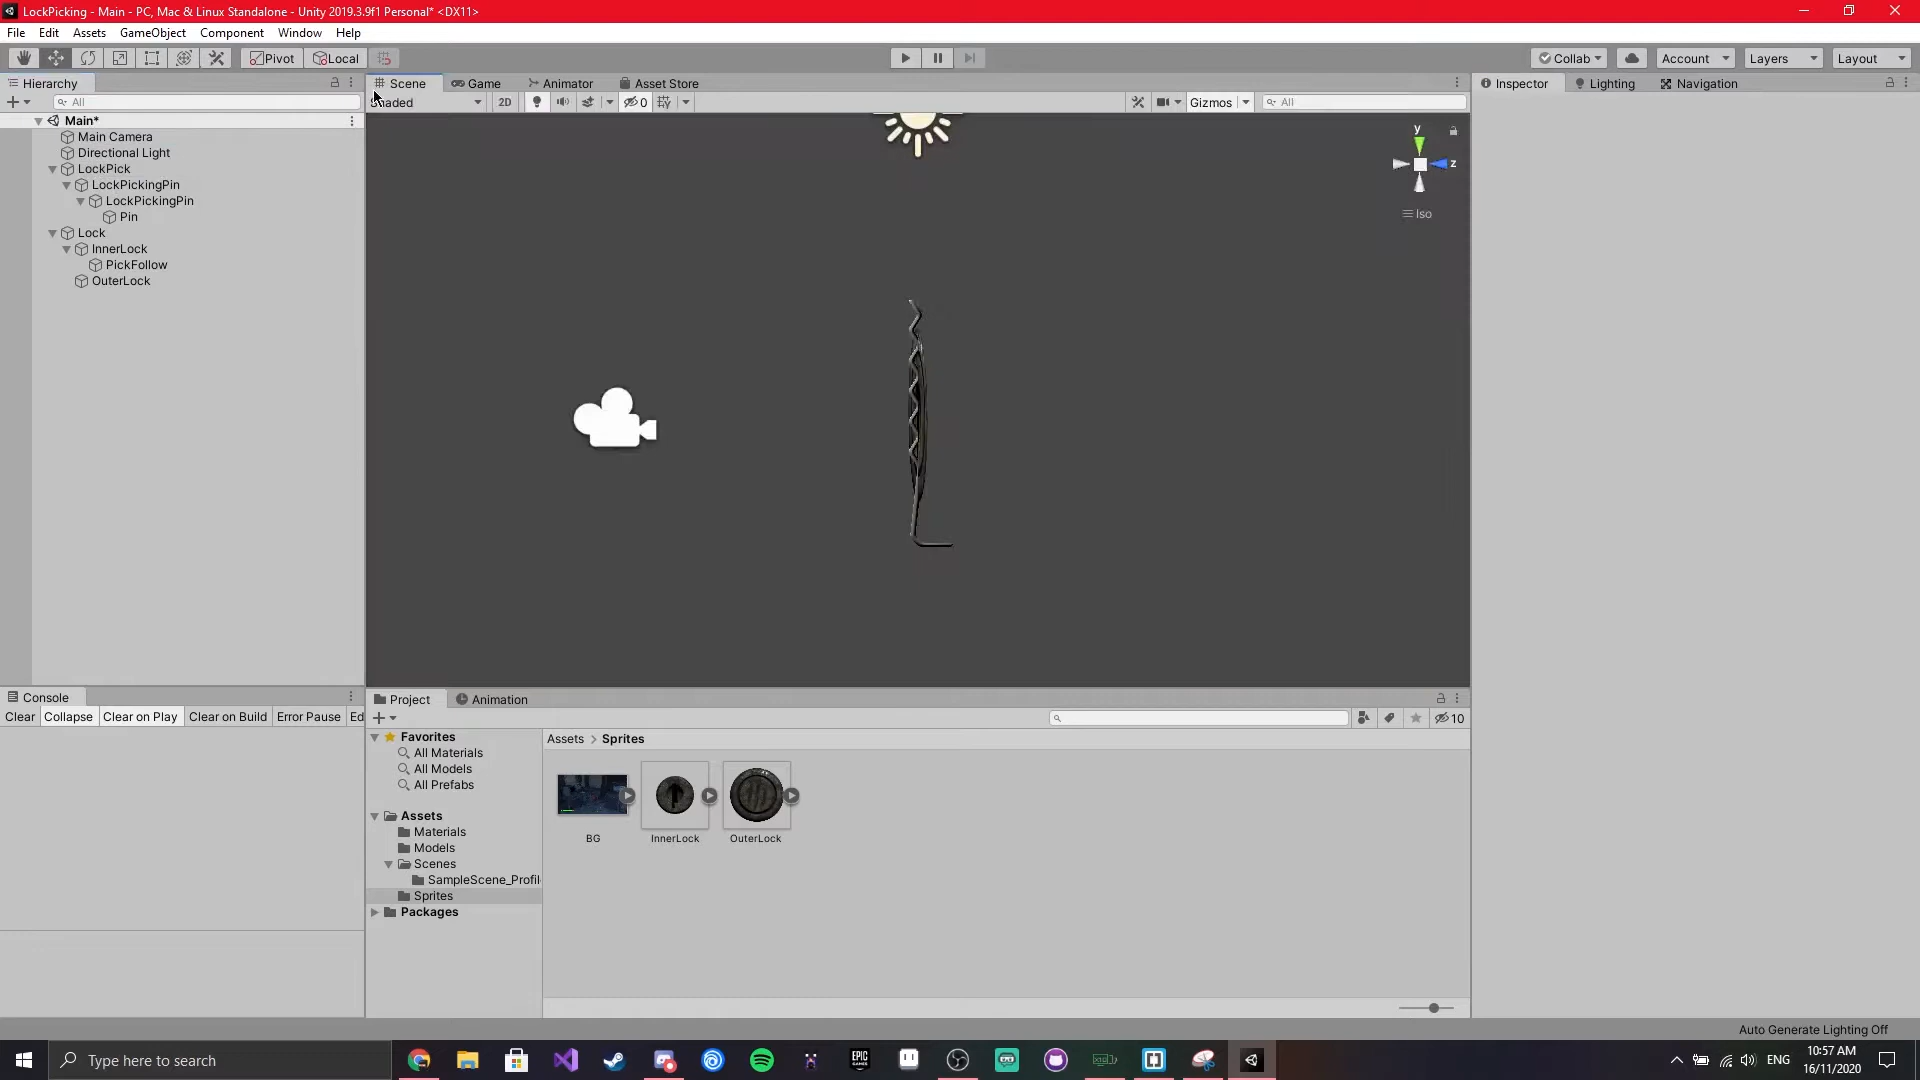 LockPicking - Main - PC, Mac & Linux Standalone - Unity 2019.3.9f1 Personal* <DX11>
File Edit Assets GameObject Component Window Help
Pivot Local Collab Account Layers Layout
Hierarchy
All
Main*
Main Camera
Directional Light
LockPick
LockPickingPin
LockPickingPin
Pin
Lock
InnerLock
PickFollow
OuterLock
Scene Game Animator Asset Store
2D 0 Gizmos All
y
z
Iso
Inspector Lighting Navigation
Console
Clear Collapse Clear on Play Clear on Build Error Pause Ed
Project Animation
10
Favorites
All Materials
All Models
All Prefabs
Assets
Materials
Models
Scenes
SampleScene_Profil
Sprites
Packages
Assets > Sprites
BG InnerLock OuterLock
Auto Generate Lighting Off
Type here to search
EPIC GAMES
ENG
10:57 AM
16/11/2020